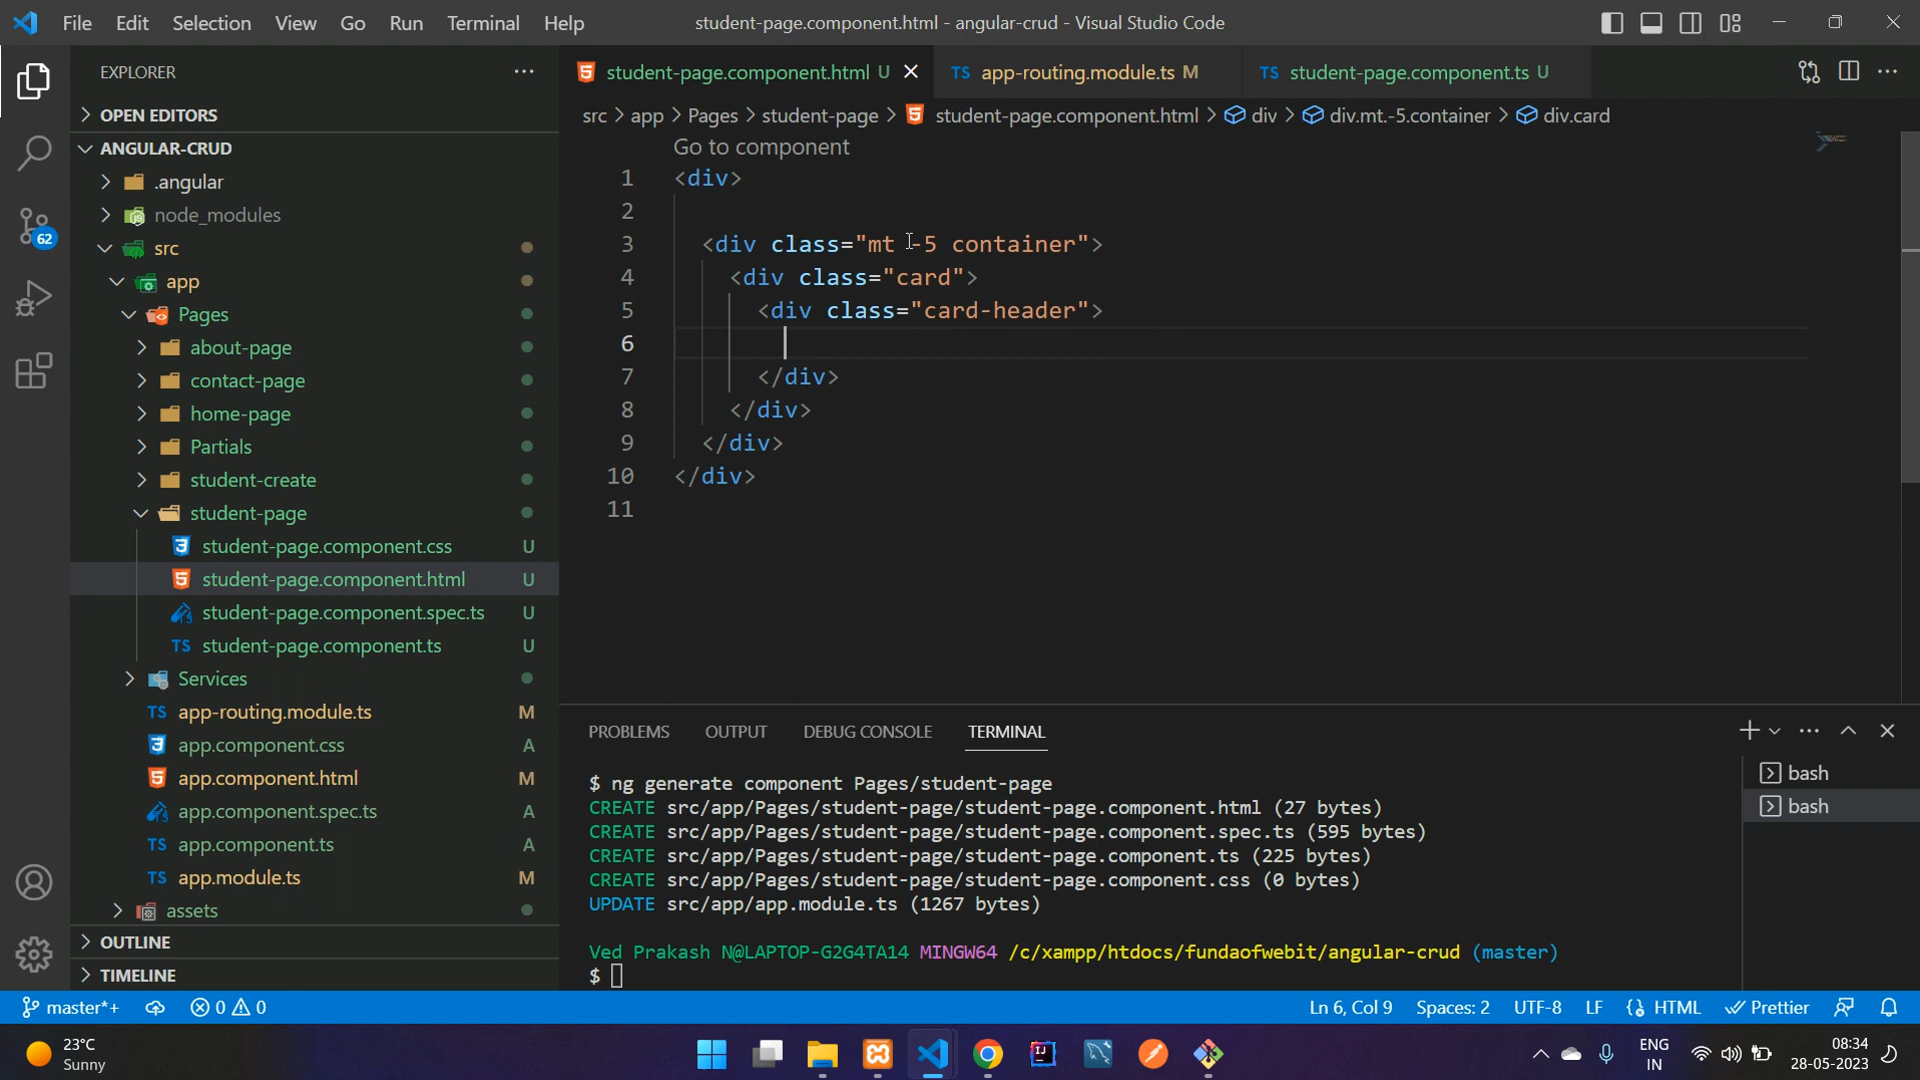 File Edit Selection View Go Run Terminal Help
student-page.component.html - angular-crud - Visual Studio Code
EXPLORER
OPEN EDITORS
ANGULAR-CRUD
.angular
node_modules
src
app
Pages
about-page
contact-page
home-page
Partials
student-create
student-page
student-page.component.css U
student-page.component.html U
student-page.component.spec.ts U
student-page.component.ts U
Services
app-routing.module.ts M
app.component.css A
app.component.html M
app.component.spec.ts A
app.component.ts A
app.module.ts M
assets
OUTLINE
TIMELINE
62
student-page.component.html U
TS app-routing.module.ts M
TS student-page.component.ts U
src > app > Pages > student-page > student-page.component.html > div > div.mt.-5.container > div.card
Go to component
1 <div>
2
3 <div class="mt -5 container">
4 <div class="card">
5 <div class="card-header">
6
7 </div>
8 </div>
9 </div>
10 </div>
11
PROBLEMS OUTPUT DEBUG CONSOLE TERMINAL
$ ng generate component Pages/student-page
CREATE src/app/Pages/student-page/student-page.component.html (27 bytes)
CREATE src/app/Pages/student-page/student-page.component.spec.ts (595 bytes)
CREATE src/app/Pages/student-page/student-page.component.ts (225 bytes)
CREATE src/app/Pages/student-page/student-page.component.css (0 bytes)
UPDATE src/app/app.module.ts (1267 bytes)
Ved Prakash N@LAPTOP-G2G4TA14 MINGW64 /c/xampp/htdocs/fundaofwebit/angular-crud (master)
$
bash
bash
master*+ 0 0 Ln 6, Col 9 Spaces: 2 UTF-8 LF HTML Prettier
23°C
Sunny
ENG
IN
08:34
28-05-2023